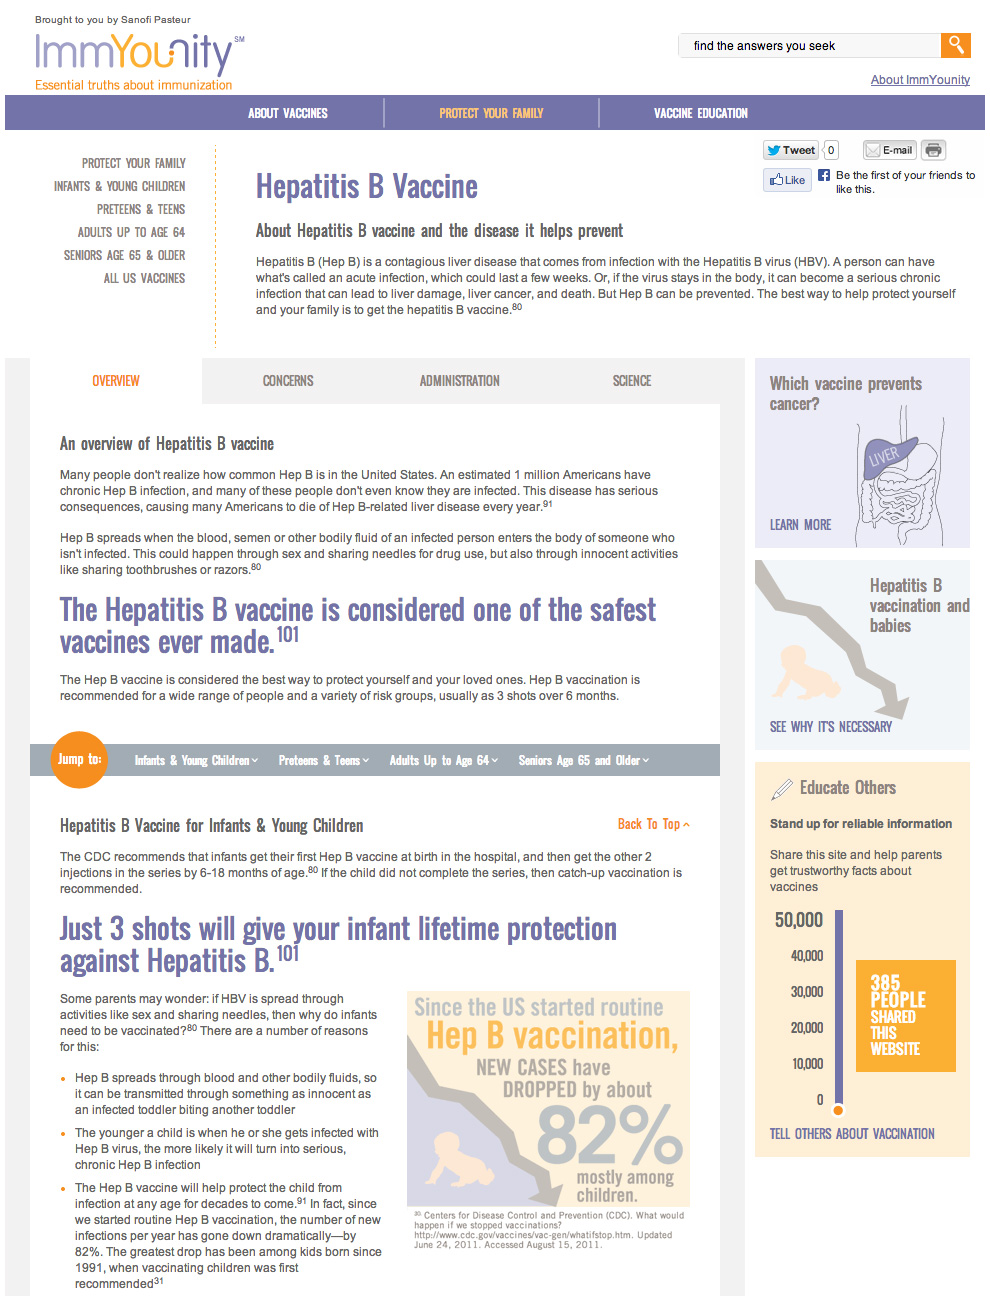 Brought to you by Sanofi Pasteur
ImmYounity SM
Essential truths about immunization
find the answers you seek
About ImmYounity
ABOUT VACCINES
PROTECT YOUR FAMILY
VACCINE EDUCATION
PROTECT YOUR FAMILY
INFANTS & YOUNG CHILDREN
PRETEENS & TEENS
ADULTS UP TO AGE 64
SENIORS AGE 65 & OLDER
ALL US VACCINES
Tweet 0
E-mail
Like
Be the first of your friends to
like this.
Hepatitis B Vaccine
About Hepatitis B vaccine and the disease it helps prevent
Hepatitis B (Hep B) is a contagious liver disease that comes from infection with the Hepatitis B virus (HBV). A person can have
what's called an acute infection, which could last a few weeks. Or, if the virus stays in the body, it can become a serious chronic
infection that can lead to liver damage, liver cancer, and death. But Hep B can be prevented. The best way to help protect yourself
and your family is to get the hepatitis B vaccine.80
OVERVIEW
CONCERNS
ADMINISTRATION
SCIENCE
An overview of Hepatitis B vaccine
Many people don't realize how common Hep B is in the United States. An estimated 1 million Americans have
chronic Hep B infection, and many of these people don't even know they are infected. This disease has serious
consequences, causing many Americans to die of Hep B-related liver disease every year.91
Hep B spreads when the blood, semen or other bodily fluid of an infected person enters the body of someone who
isn't infected. This could happen through sex and sharing needles for drug use, but also through innocent activities
like sharing toothbrushes or razors.80
The Hepatitis B vaccine is considered one of the safest
vaccines ever made.101
The Hep B vaccine is considered the best way to protect yourself and your loved ones. Hep B vaccination is
recommended for a wide range of people and a variety of risk groups, usually as 3 shots over 6 months.
Jump to:
Infants & Young Children
Preteens & Teens
Adults Up to Age 64
Seniors Age 65 and Older
Hepatitis B Vaccine for Infants & Young Children
Back To Top
The CDC recommends that infants get their first Hep B vaccine at birth in the hospital, and then get the other 2
injections in the series by 6-18 months of age.80 If the child did not complete the series, then catch-up vaccination is
recommended.
Just 3 shots will give your infant lifetime protection
against Hepatitis B.101
Some parents may wonder: if HBV is spread through
activities like sex and sharing needles, then why do infants
need to be vaccinated?80 There are a number of reasons
for this:
• Hep B spreads through blood and other bodily fluids, so
it can be transmitted through something as innocent as
an infected toddler biting another toddler
• The younger a child is when he or she gets infected with
Hep B virus, the more likely it will turn into serious,
chronic Hep B infection
• The Hep B vaccine will help protect the child from
infection at any age for decades to come.91 In fact, since
we started routine Hep B vaccination, the number of new
infections per year has gone down dramatically—by
82%. The greatest drop has been among kids born since
1991, when vaccinating children was first
recommended31
Since the US started routine
Hep B vaccination,
NEW CASES have
DROPPED by about
82%
mostly among
children.
30. Centers for Disease Control and Prevention (CDC). What would
happen if we stopped vaccinations?
http://www.cdc.gov/vaccines/vac-gen/whatifstop.htm. Updated
June 24, 2011. Accessed August 15, 2011.
Which vaccine prevents
cancer?
LIVER
LEARN MORE
Hepatitis B
vaccination and
babies
SEE WHY IT'S NECESSARY
Educate Others
Stand up for reliable information
Share this site and help parents
get trustworthy facts about
vaccines
50,000
40,000
30,000
20,000
10,000
0
385
PEOPLE
SHARED
THIS
WEBSITE
TELL OTHERS ABOUT VACCINATION